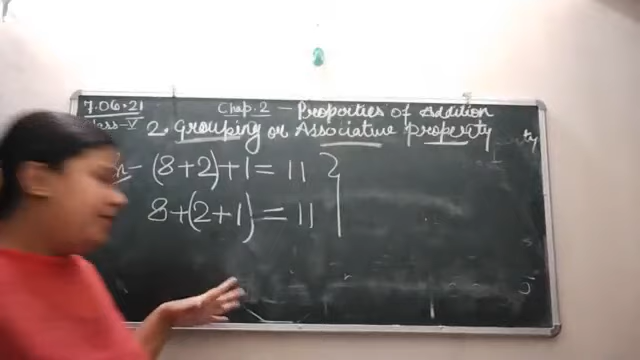 7.06.21 Chap. 2 - Properties of Addition
Class-V 2. Grouping or Associative property ty
(8+2)+1 = 11
8+(2+1) = 11